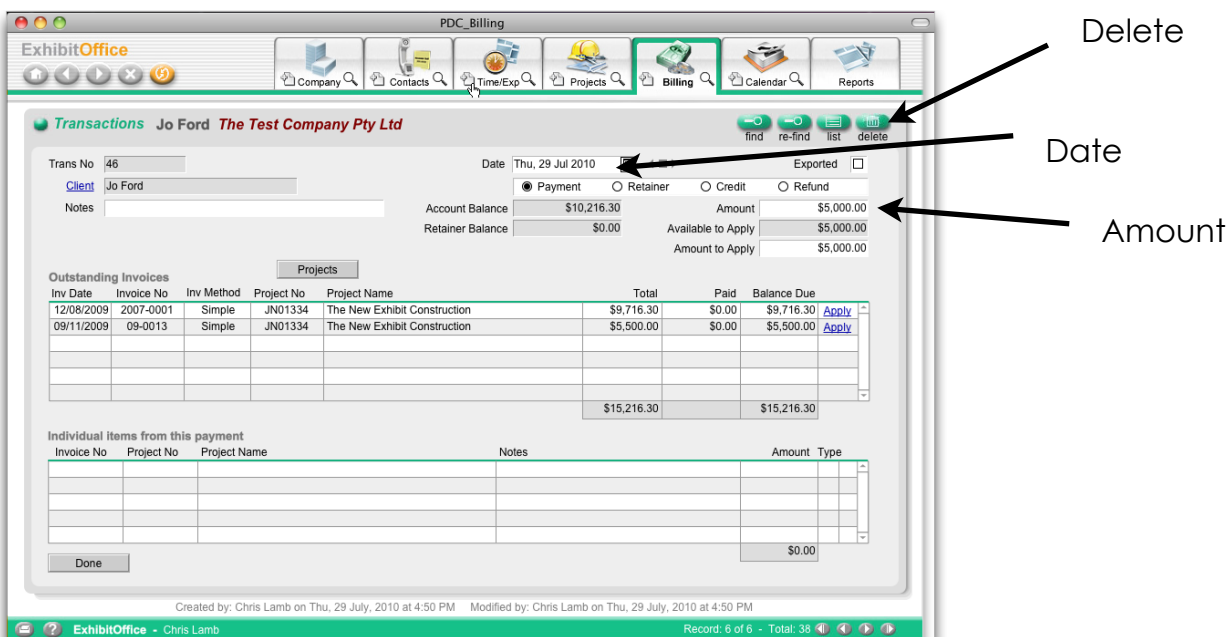 PDC_Billing
Delete
ExhibitOffice
Company Contacts Time/Exp Projects Billing Calendar Reports
Transactions Jo Ford The Test Company Pty Ltd
find re-find list delete
Date
Trans No 46 Date Thu, 29 Jul 2010 Exported
Client Jo Ford Payment Retainer Credit Refund
Notes Account Balance $10,216.30 Amount $5,000.00
Amount
Retainer Balance $0.00 Available to Apply $5,000.00
Amount to Apply $5,000.00
Projects
Outstanding Invoices
Inv Date Invoice No Inv Method Project No Project Name Total Paid Balance Due
12/08/2009 2007-0001 Simple JN01334 The New Exhibit Construction $9,716.30 $0.00 $9,716.30 Apply
09/11/2009 09-0013 Simple JN01334 The New Exhibit Construction $5,500.00 $0.00 $5,500.00 Apply
$15,216.30 $15,216.30
Individual items from this payment
Invoice No Project No Project Name Notes Amount Type
$0.00
Done
Created by: Chris Lamb on Thu, 29 July, 2010 at 4:50 PM Modified by: Chris Lamb on Thu, 29 July, 2010 at 4:50 PM
ExhibitOffice - Chris Lamb Record: 6 of 6 - Total: 38